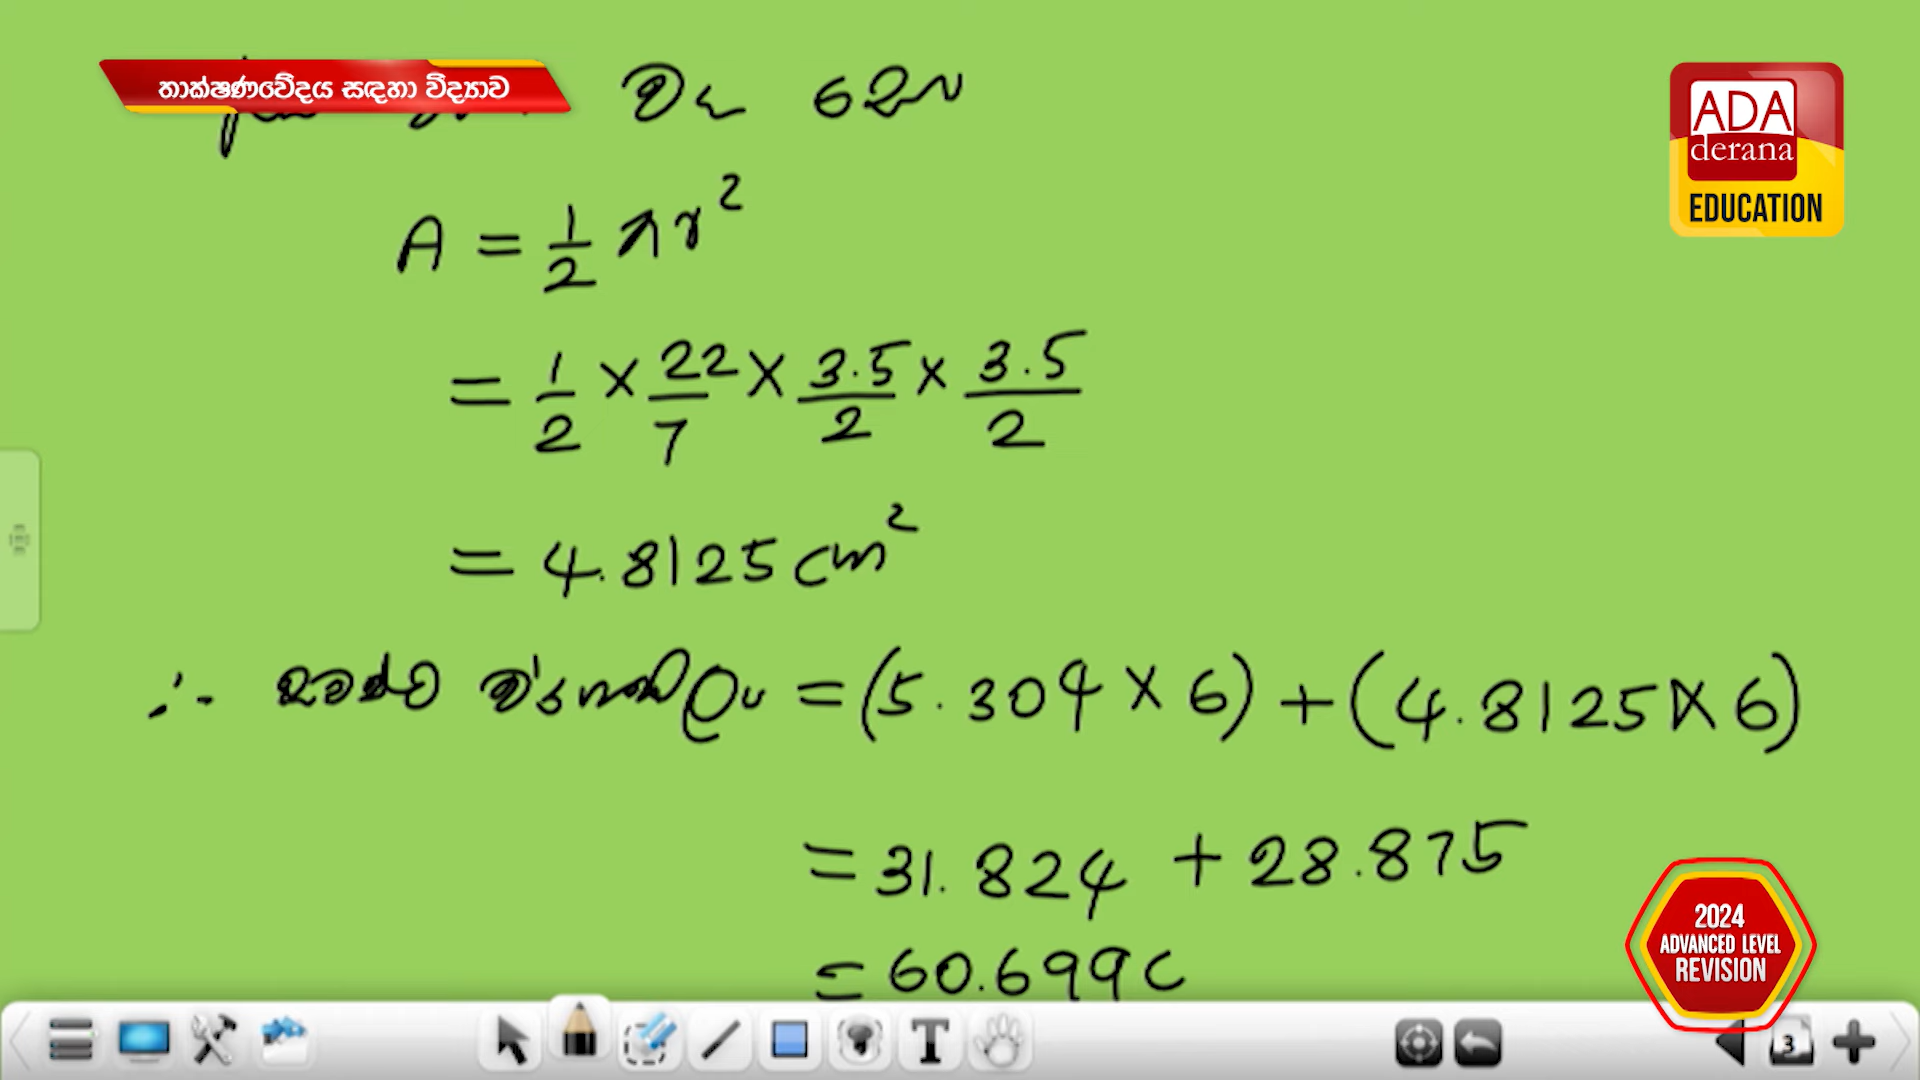 තාක්ෂණවේදය සඳහා විද්‍යාව
ADA
derana
EDUCATION
A = 1/2 πr²
= 1/2 × 22/7 × 3.5/2 × 3.5/2
= 4.8125 cm²
∴ = (5.304 × 6) + (4.8125 × 6)
= 31.824 + 28.875
= 60.699 c
2024
ADVANCED LEVEL
REVISION
T
3